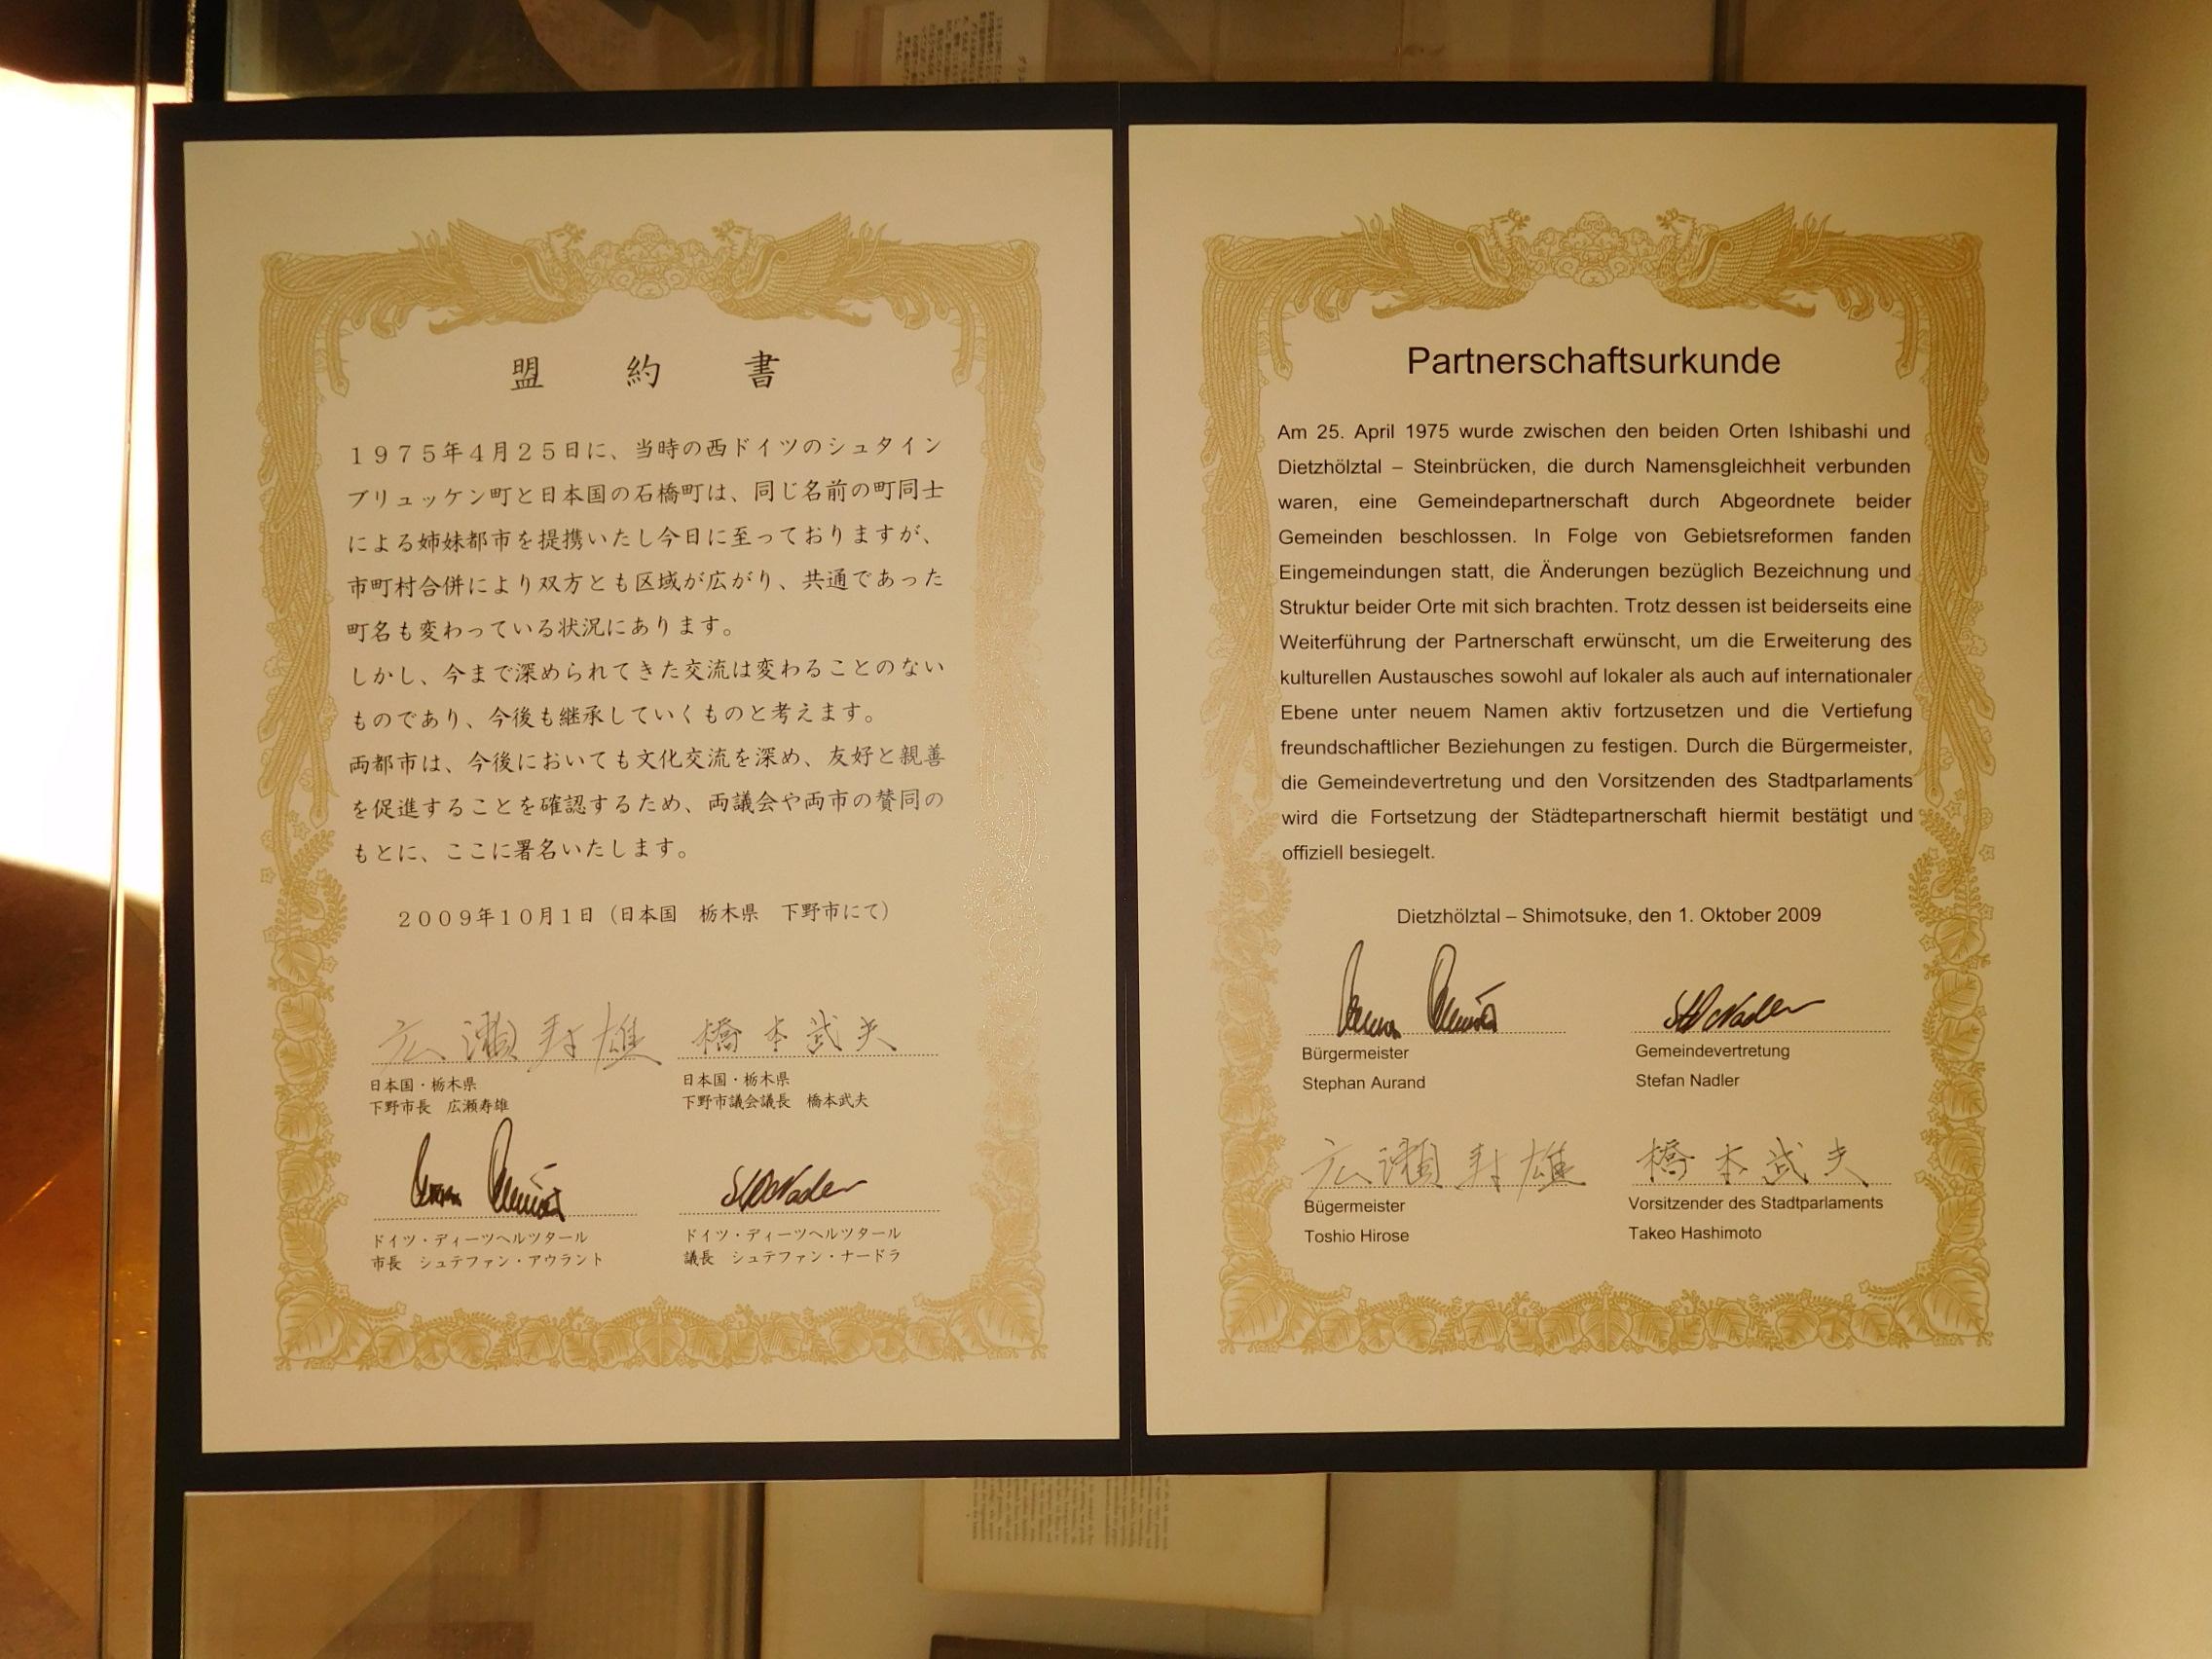 盟約書
1975年4月25日に、当時の西ドイツのシュタイン
ブリュッケン町と日本国の石橋町は、同じ名前の町同士
による姉妹都市を提携いたし今日に至っておりますが、
市町村合併により双方とも区域が広がり、共通であった
町名も変わっている状況にあります。
しかし、今まで深められてきた交流は変わることのない
ものであり、今後も継承していくものと考えます。
両都市は、今後においても文化交流を深め、友好と親善
を促進することを確認するため、両議会や両市の賛同の
もとに、ここに署名いたします。
2009年10月1日（日本国 栃木県 下野市にて）
広瀬寿雄 橋本武夫
日本国・栃木県
下野市長 広瀬寿雄
日本国・栃木県
下野市議会議長 橋本武夫
ドイツ・ディーツヘルツタール
市長 シュテファン・アウラント
ドイツ・ディーツヘルツタール
議長 シュテファン・ナードラ
Partnerschaftsurkunde
Am 25. April 1975 wurde zwischen den beiden Orten Ishibashi und
Dietzhölztal – Steinbrücken, die durch Namensgleichheit verbunden
waren, eine Gemeindepartnerschaft durch Abgeordnete beider
Gemeinden beschlossen. In Folge von Gebietsreformen fanden
Eingemeindungen statt, die Änderungen bezüglich Bezeichnung und
Struktur beider Orte mit sich brachten. Trotz dessen ist beiderseits eine
Weiterführung der Partnerschaft erwünscht, um die Erweiterung des
kulturellen Austausches sowohl auf lokaler als auch auf internationaler
Ebene unter neuem Namen aktiv fortzusetzen und die Vertiefung
freundschaftlicher Beziehungen zu festigen. Durch die Bürgermeister,
die Gemeindevertretung und den Vorsitzenden des Stadtparlaments
wird die Fortsetzung der Städtepartnerschaft hiermit bestätigt und
offiziell besiegelt.
Dietzhölztal – Shimotsuke, den 1. Oktober 2009
Bürgermeister
Stephan Aurand
Gemeindevertretung
Stefan Nadler
広瀬寿雄 橋本武夫
Bügermeister
Toshio Hirose
Vorsitzender des Stadtparlaments
Takeo Hashimoto